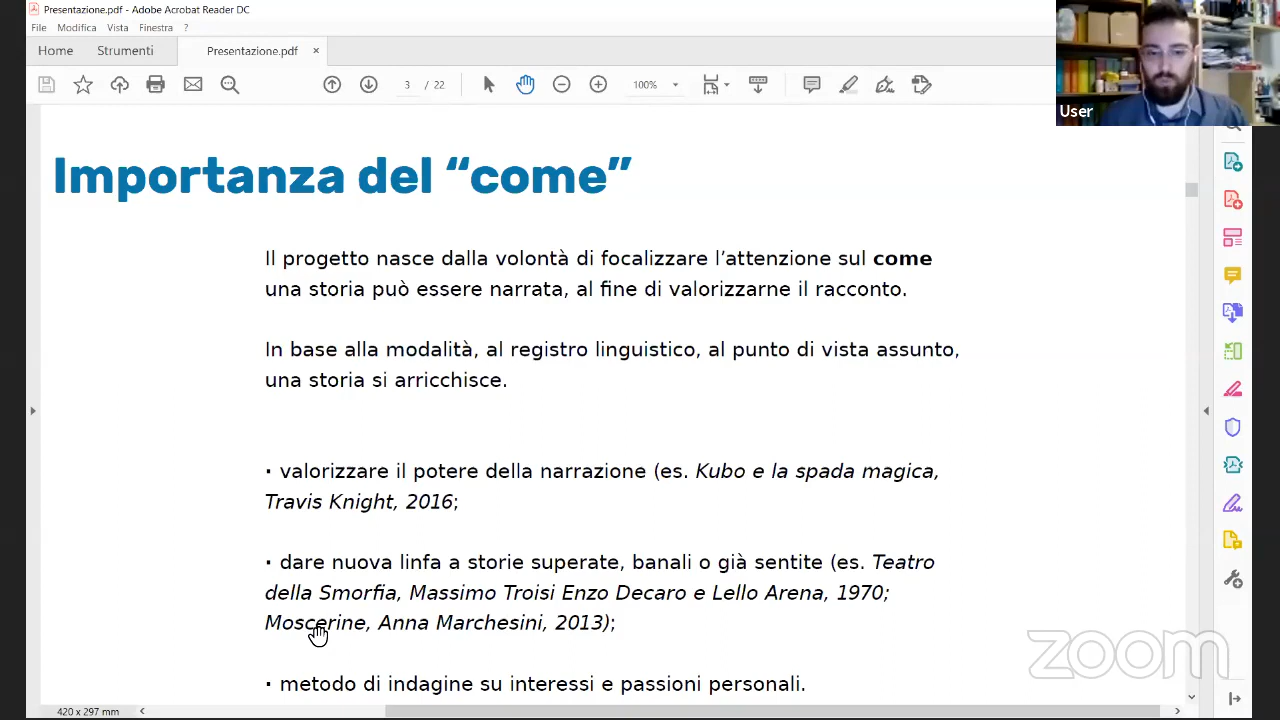 Presentazione.pdf - Adobe Acrobat Reader DC
File Modifica Vista Finestra ?
Home Strumenti Presentazione.pdf ×
3 / 22 100%
User
Importanza del “come”
Il progetto nasce dalla volontà di focalizzare l’attenzione sul come
una storia può essere narrata, al fine di valorizzarne il racconto.
In base alla modalità, al registro linguistico, al punto di vista assunto,
una storia si arricchisce.
· valorizzare il potere della narrazione (es. Kubo e la spada magica,
Travis Knight, 2016;
· dare nuova linfa a storie superate, banali o già sentite (es. Teatro
della Smorfia, Massimo Troisi Enzo Decaro e Lello Arena, 1970;
Moscerine, Anna Marchesini, 2013);
· metodo di indagine su interessi e passioni personali.
zoom
420 x 297 mm